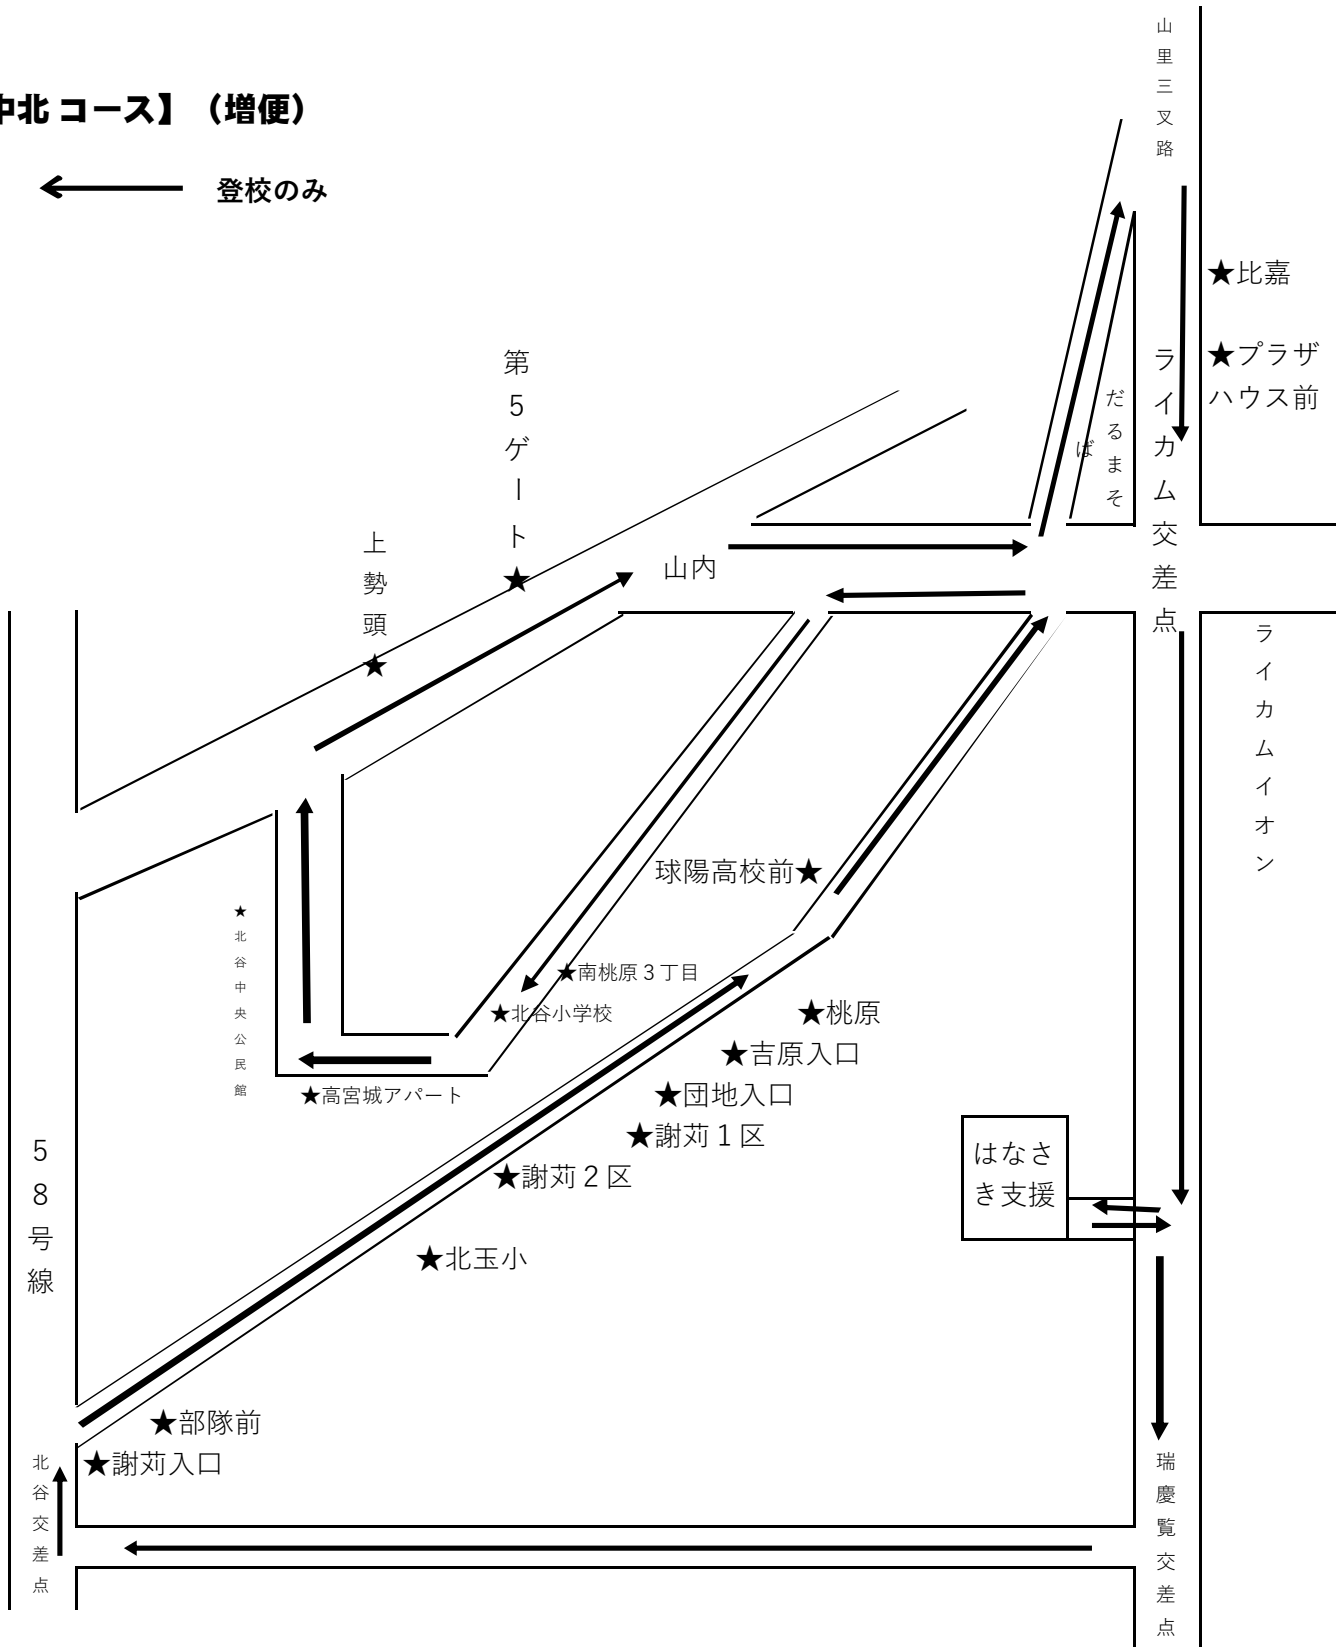 中北 コース】（増便）
登校のみ
山里三叉路
★比嘉
★プラザ
ハウス前
ライカム交差点
だるまそ
ば
第５ゲート★
上勢頭★
山内
ライカムイオン
球陽高校前★
★南桃原３丁目
★北谷小学校
★北谷中央公民館
★高宮城アパート
★桃原
★吉原入口
★団地入口
★謝苅１区
★謝苅２区
★北玉小
はなさ
き支援
５８号線
★部隊前
★謝苅入口
北谷交差点
瑞慶覧交差点